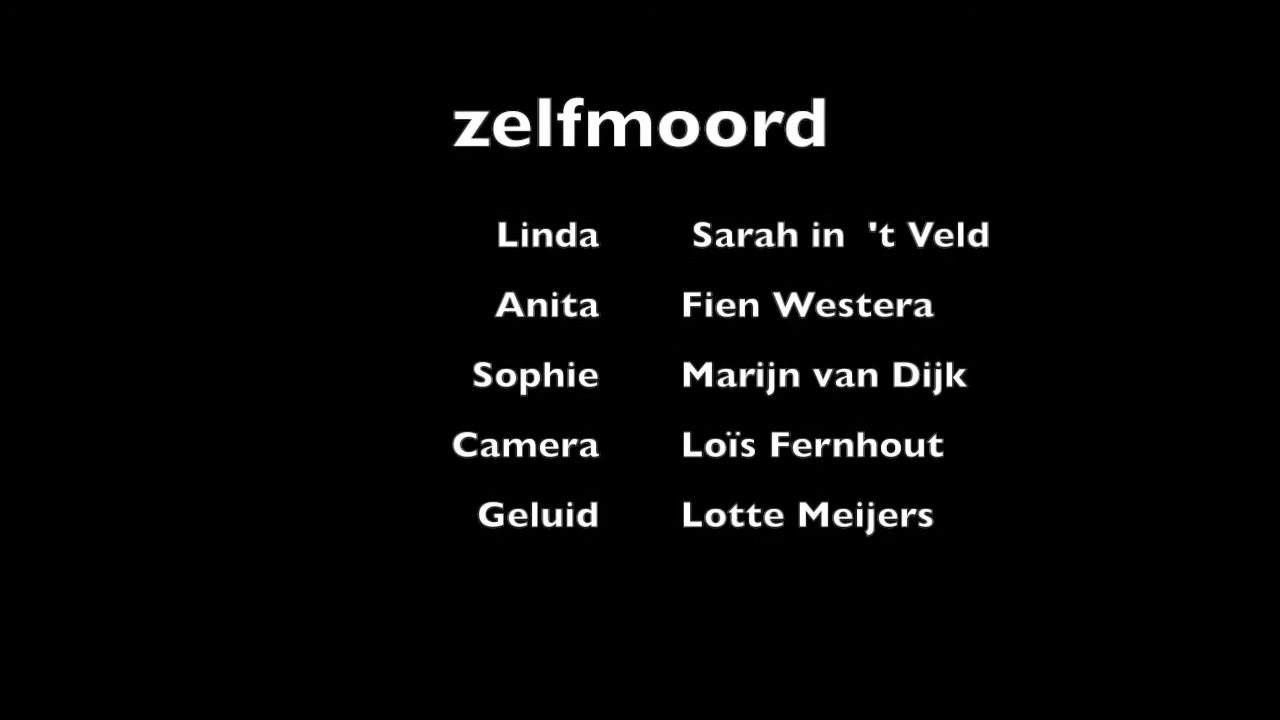 zelfmoord
Linda Sarah in 't Veld
Anita Fien Westera
Sophie Marijn van Dijk
Camera Loïs Fernhout
Geluid Lotte Meijers